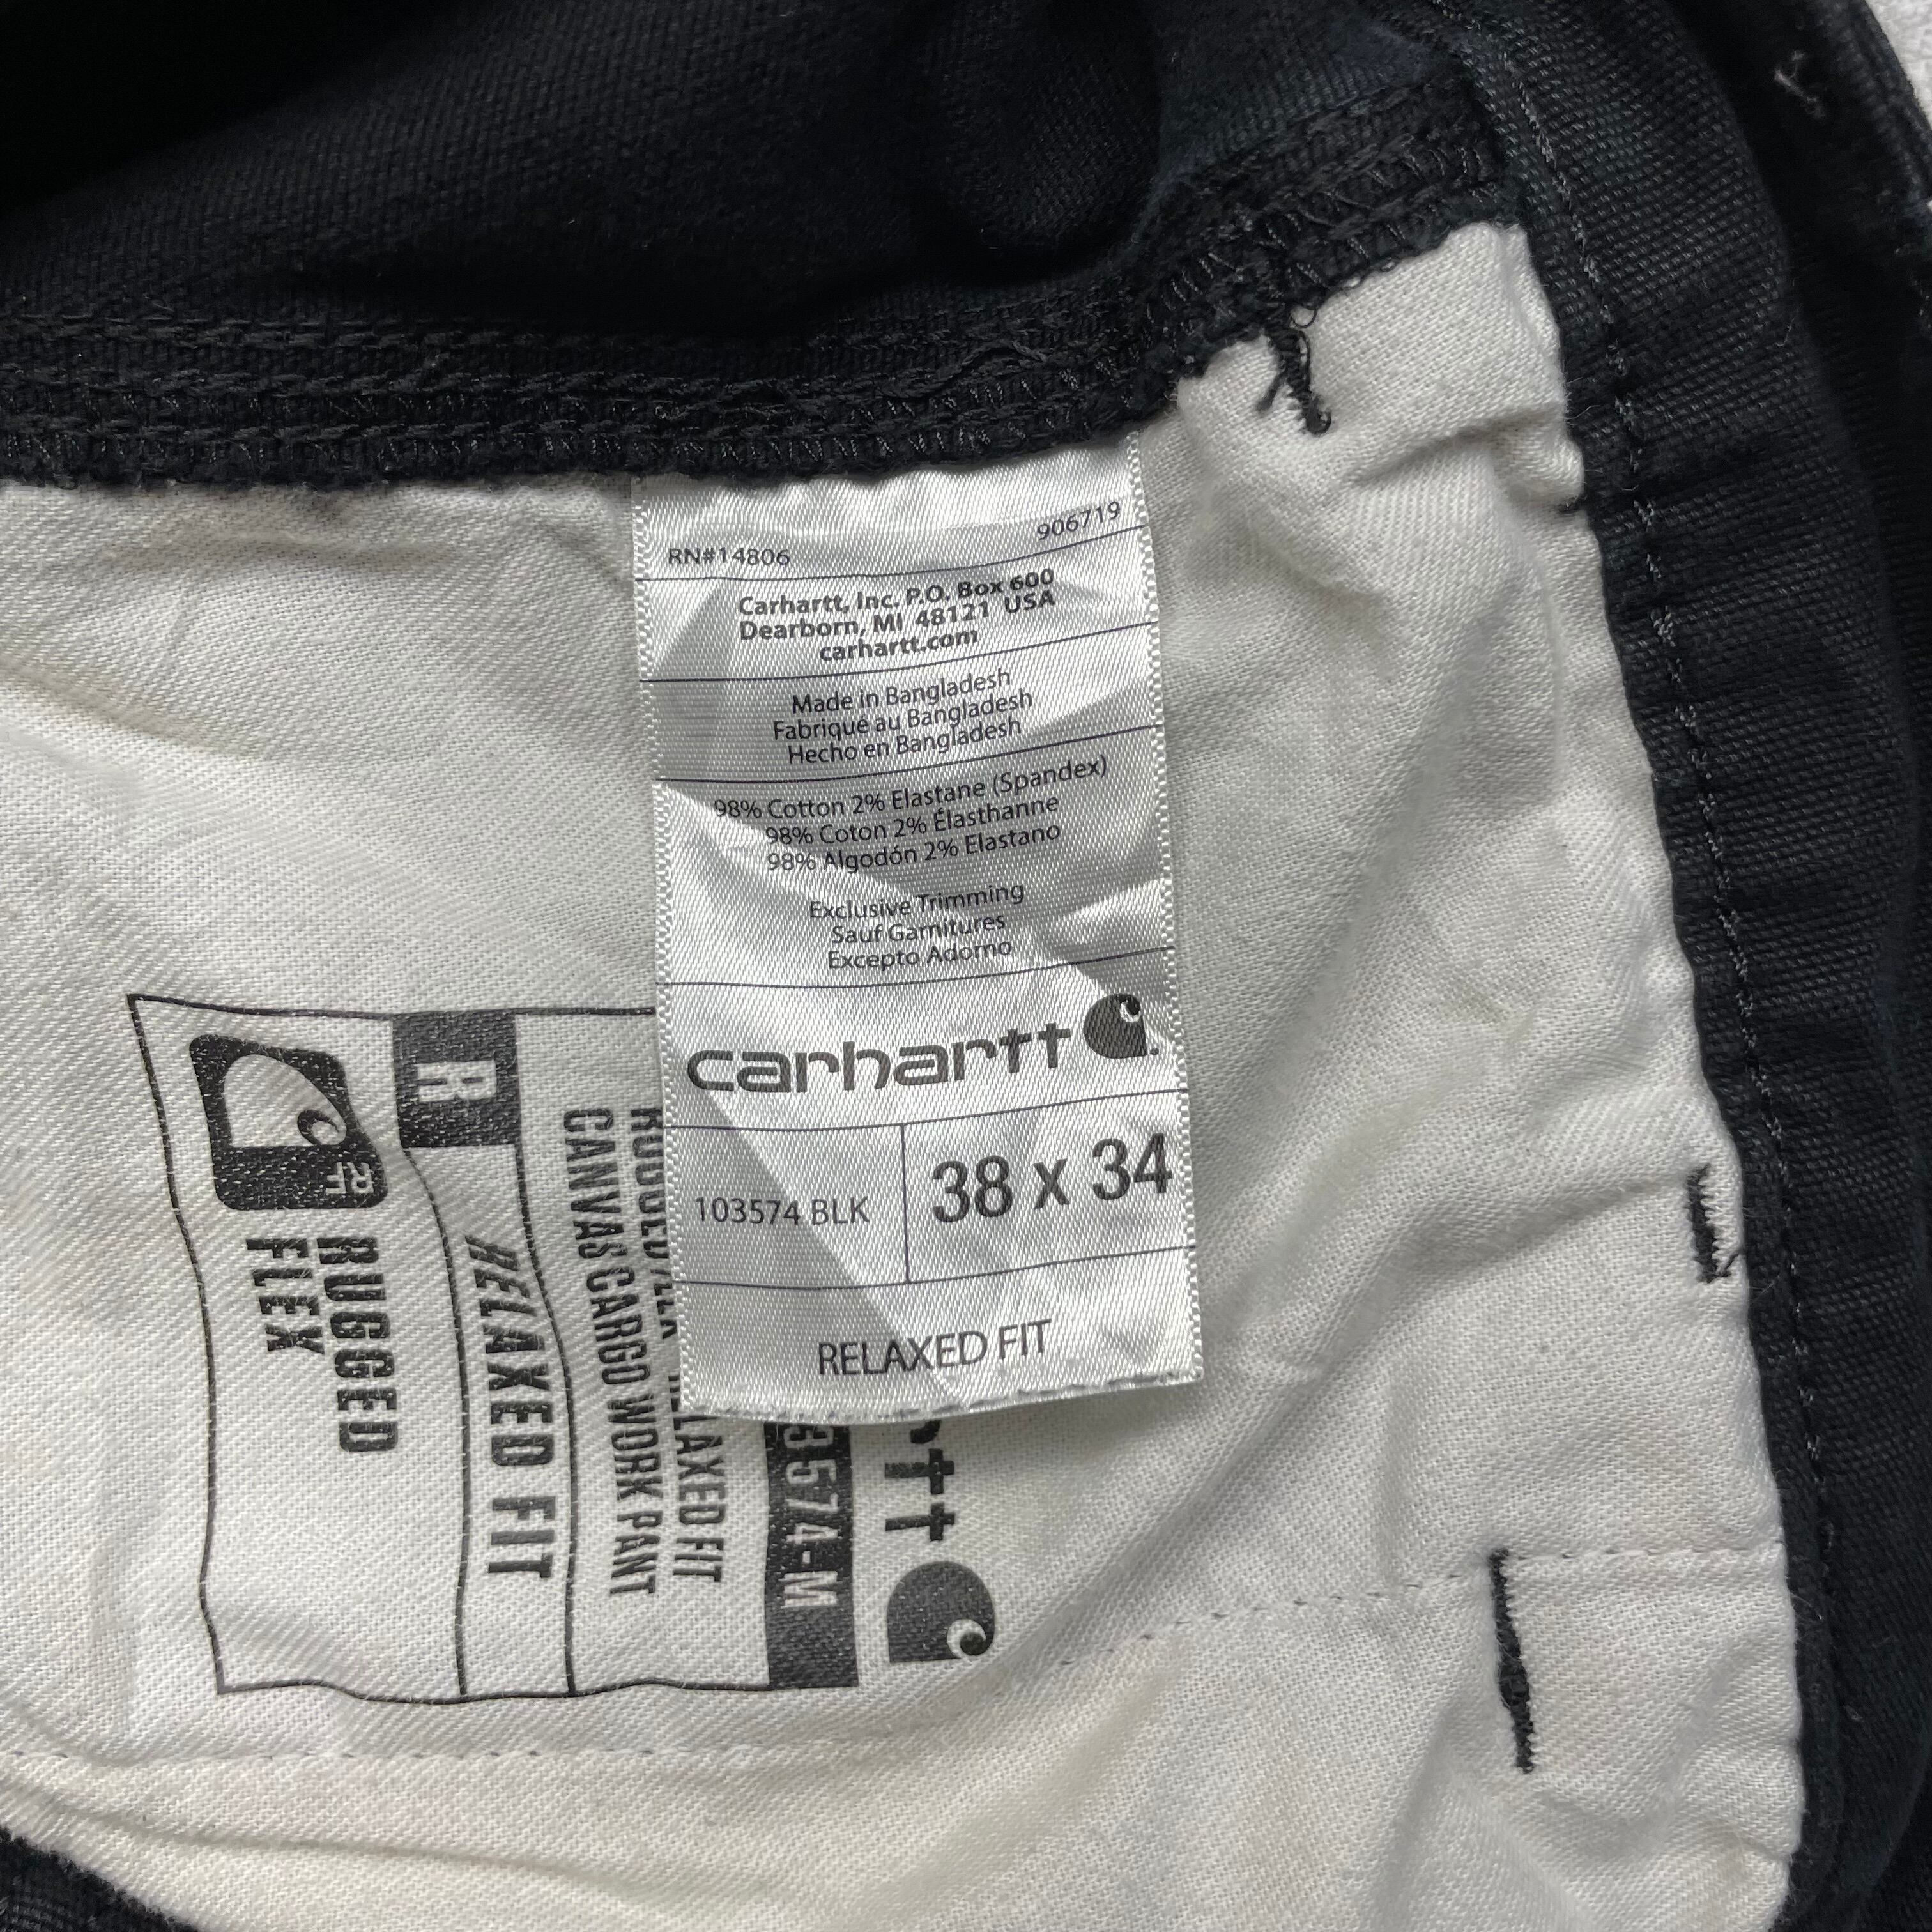 RN#14806 906719
Carhartt, Inc. P.O. Box 600
Dearborn, MI 48121 USA
carhartt.com
Made in Bangladesh
Fabriqué au Bangladesh
Hecho en Bangladesh
98% Cotton 2% Elastane (Spandex)
98% Coton 2% Élasthanne
98% Algodón 2% Elastano
Exclusive Trimming
Sauf Garnitures
Excepto Adorno
carhartt
103574 BLK 38 x 34
RELAXED FIT
rtt
3574-M
RELAXED FIT
CANVAS CARGO WORK PANT
R RELAXED FIT
RF
RUGGED
FLEX